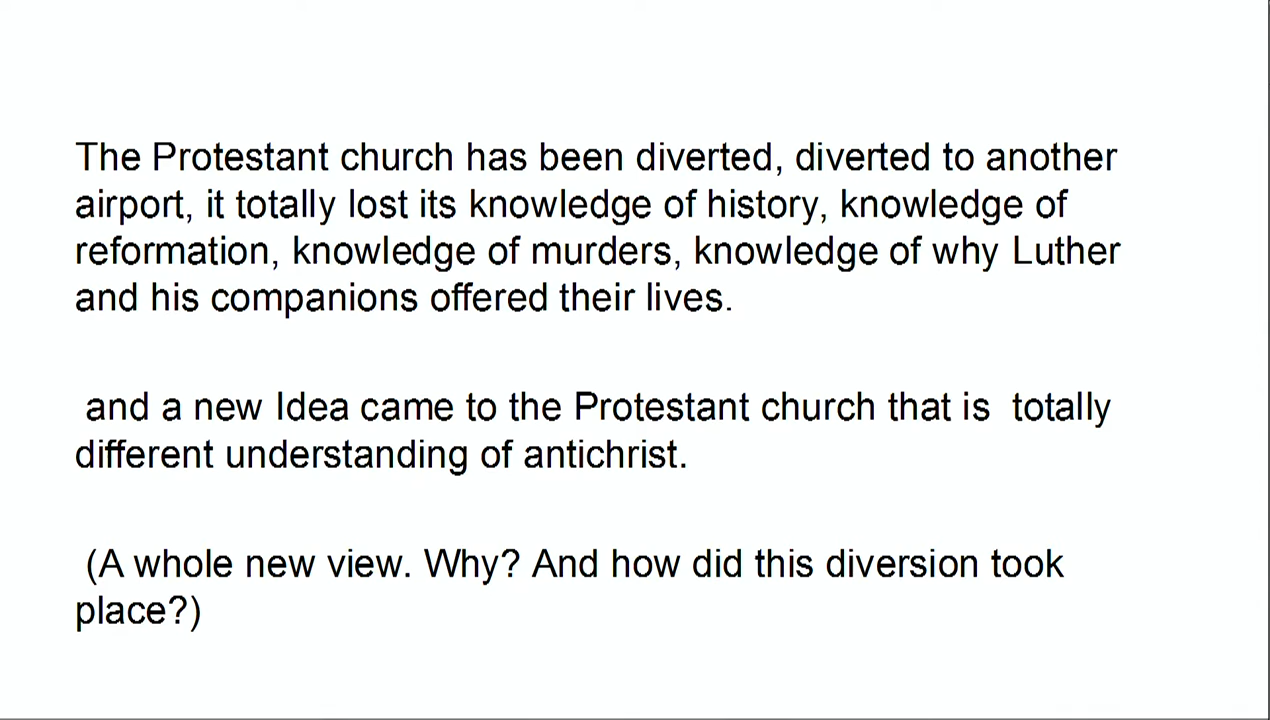 The Protestant church has been diverted, diverted to another
airport, it totally lost its knowledge of history, knowledge of
reformation, knowledge of murders, knowledge of why Luther
and his companions offered their lives.
and a new Idea came to the Protestant church that is  totally
different understanding of antichrist.
(A whole new view. Why? And how did this diversion took
place?)